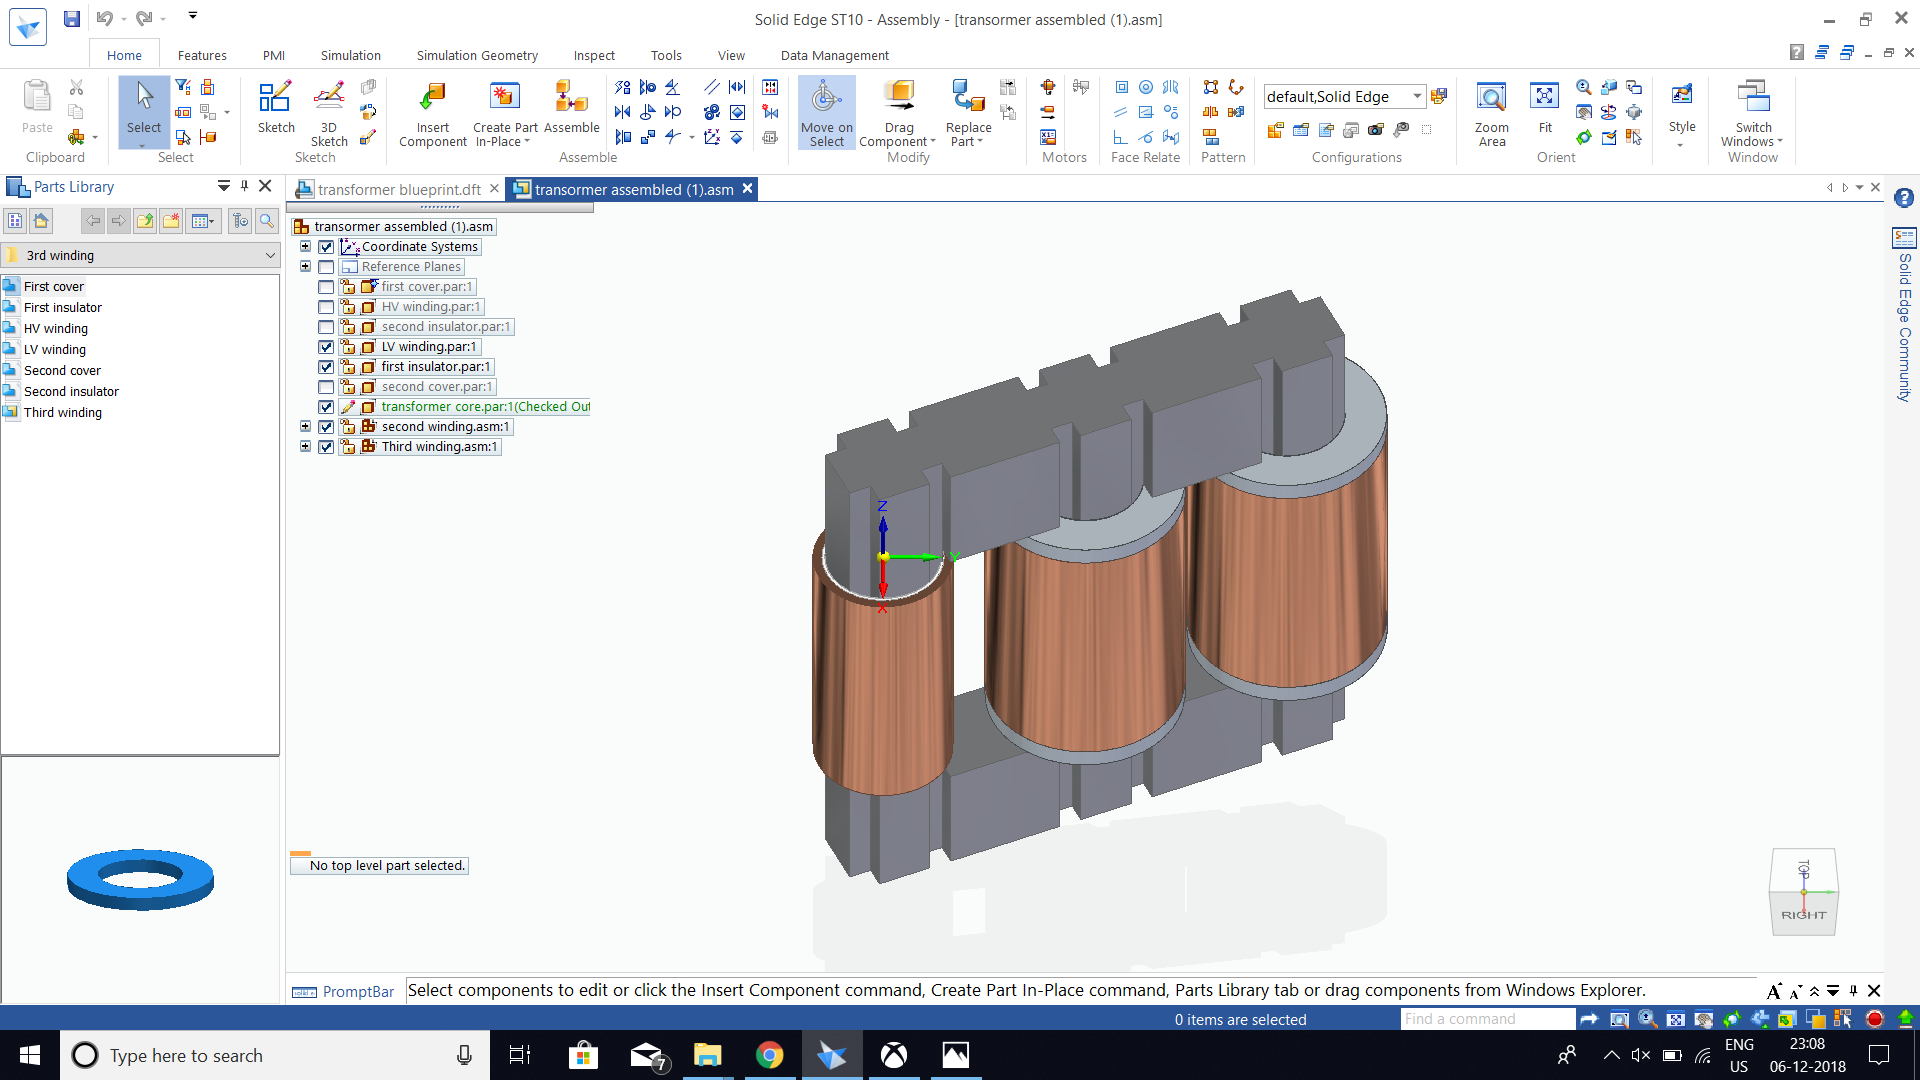 Solid Edge ST10 - Assembly - [transormer assembled (1).asm]
Home Features PMI Simulation Simulation Geometry Inspect Tools View Data Management
Paste
Clipboard
Select
Select
Sketch
3D Sketch
Sketch
Insert Component
Create Part In-Place
Assemble
Assemble
Move on Select
Drag Component
Replace Part
Modify
Motors
Face Relate
Pattern
default,Solid Edge
Configurations
Zoom Area
Fit
Orient
Style
Switch Windows
Window
Parts Library
transformer blueprint.dft
transormer assembled (1).asm
3rd winding
First cover
First insulator
HV winding
LV winding
Second cover
Second insulator
Third winding
transormer assembled (1).asm
Coordinate Systems
Reference Planes
first cover.par:1
HV winding.par:1
second insulator.par:1
LV winding.par:1
first insulator.par:1
second cover.par:1
transformer core.par:1(Checked Out
second winding.asm:1
Third winding.asm:1
Z
Y
X
No top level part selected.
TOP
RIGHT
Solid Edge Community
PromptBar
Select components to edit or click the Insert Component command, Create Part In-Place command, Parts Library tab or drag components from Windows Explorer.
0 items are selected
Find a command
Type here to search
7
ENG
US
23:08
06-12-2018